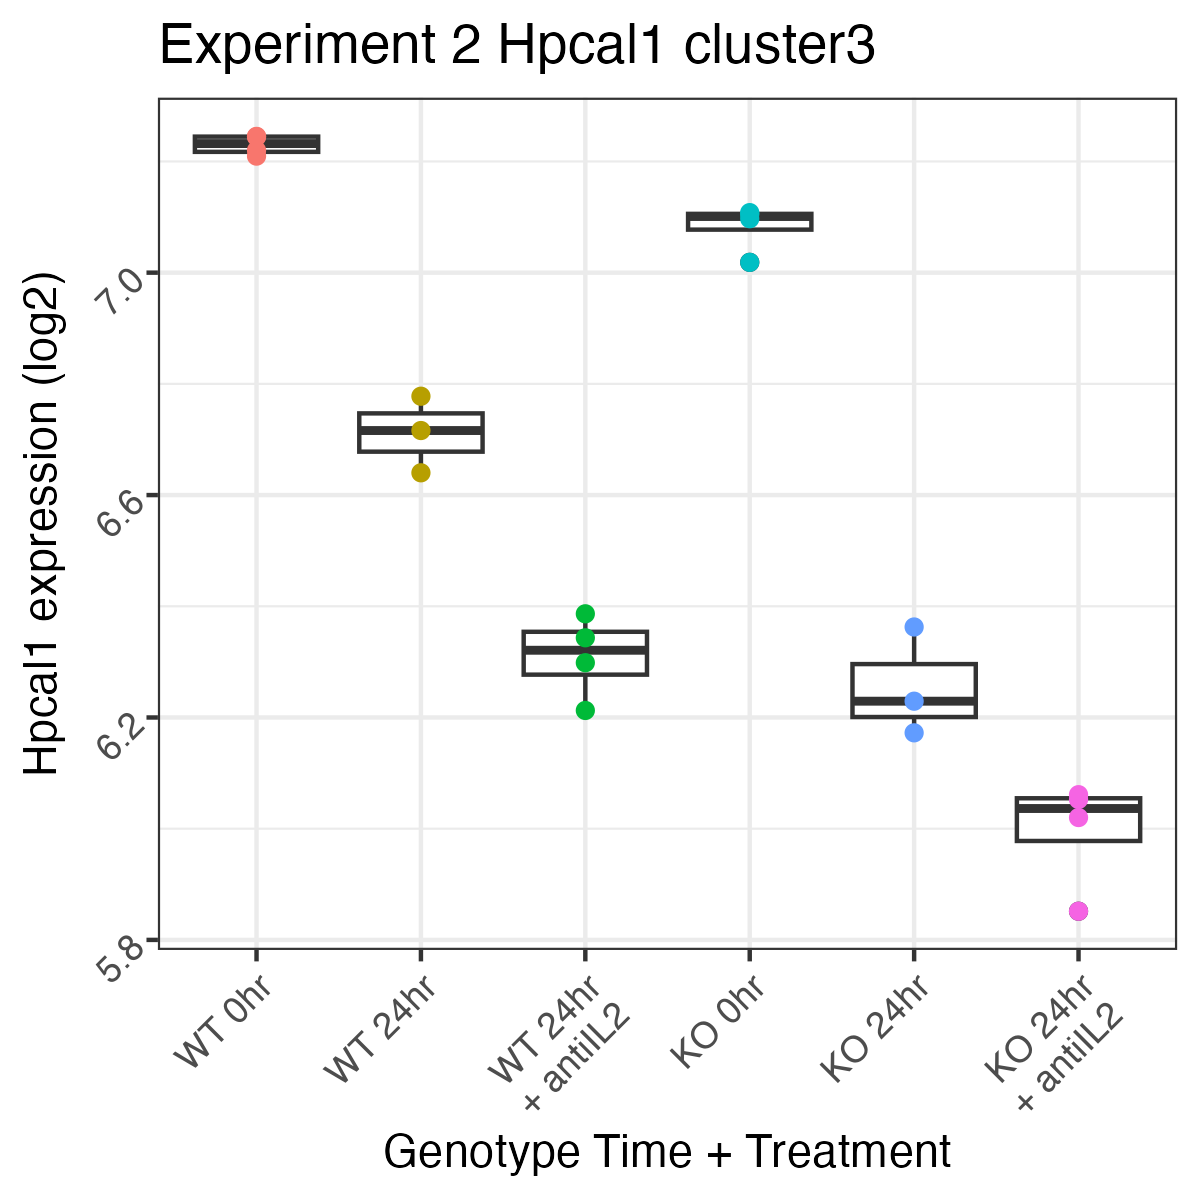 Experiment 2 Hpcal1 cluster3
Hpcal1 expression (log2)
7.0
6.6
6.2
5.8
WT 0hr
WT 24hr
WT 24hr
+ antiIL2
KO 0hr
KO 24hr
KO 24hr
+ antiIL2
Genotype Time + Treatment